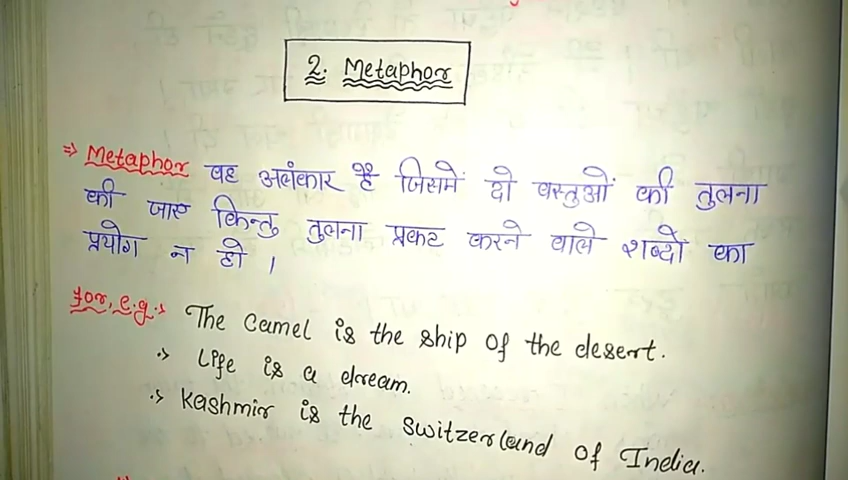 2. Metaphor
⇒ Metaphor वह अलंकार है जिसमें दो वस्तुओं की तुलना
की जाए किन्तु तुलना प्रकट करने वाले शब्दों का
प्रयोग न हो ।
For, e.g. :> The Camel is the ship of the desert.
:> Life is a dream.
:> Kashmir is the switzerland of India.